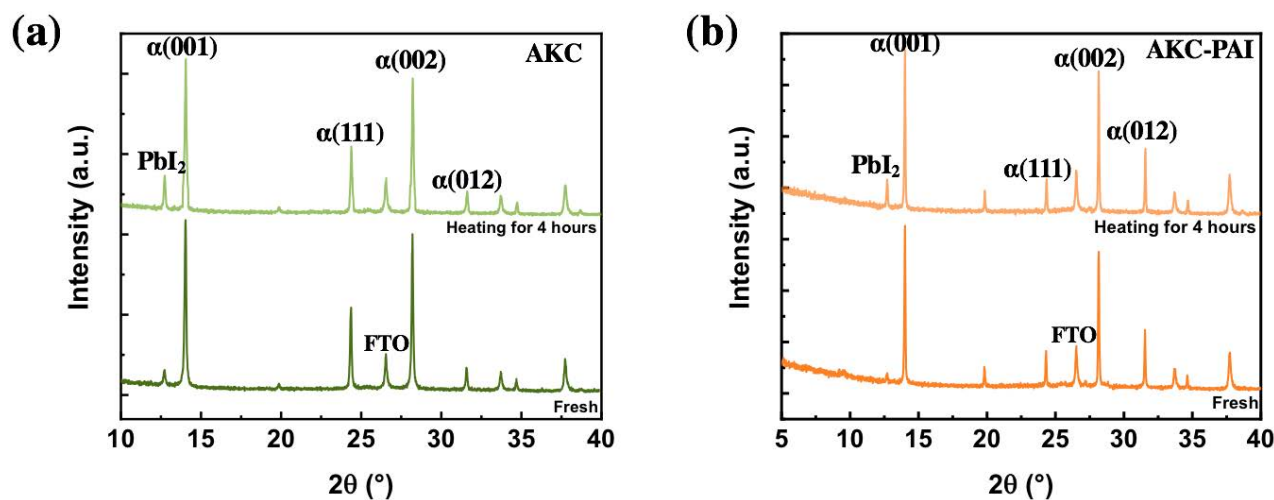 (a)
AKC
α(001)
α(002)
α(111)
PbI₂
α(012)
Heating for 4 hours
FTO
Fresh
Intensity (a.u.)
10 15 20 25 30 35 40
2θ (°)
(b)
AKC-PAI
α(001)
α(002)
α(012)
PbI₂
α(111)
Heating for 4 hours
FTO
Fresh
Intensity (a.u.)
5 10 15 20 25 30 35 40
2θ (°)